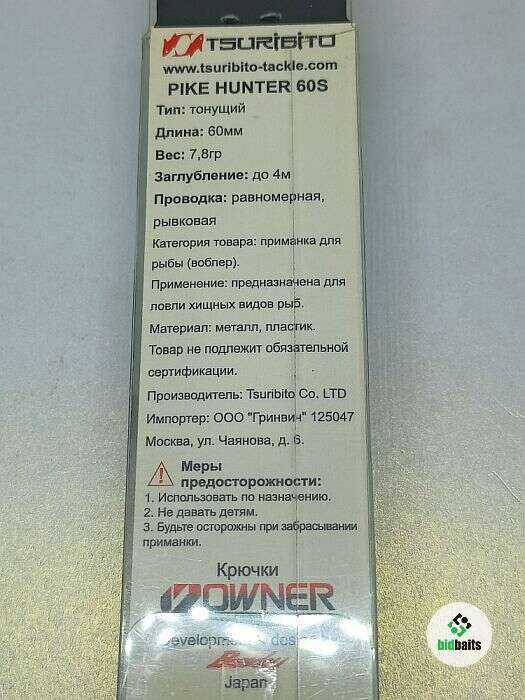 TSURIBITO
www.tsuribito-tackle.com
PIKE HUNTER 60S
Тип: тонущий
Длина: 60мм
Вес: 7,8гр
Заглубление: до 4м
Проводка: равномерная,
рывковая
Категория товара: приманка для
рыбы (воблер).
Применение: предназначена для
ловли хищных видов рыб.
Материал: металл, пластик.
Товар не подлежит обязательной
сертификации.
Производитель: Tsuribito Co. LTD
Импортер: ООО "Гринвич" 125047
Москва, ул. Чаянова, д. 6.
Меры
предосторожности:
1. Использовать по назначению.
2. Не давать детям.
3. Будьте осторожны при забрасывании
приманки.
Крючки
OWNER
Development &
Japan
bidbaits